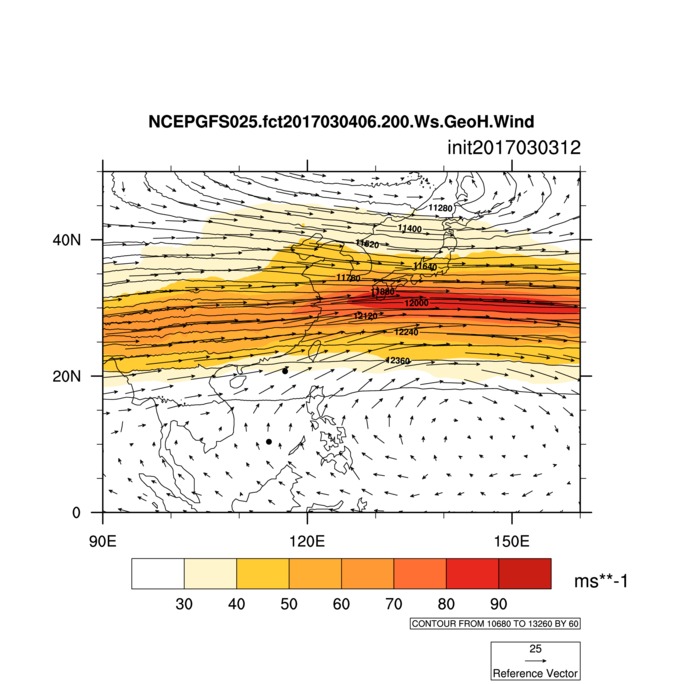 NCEPGFS025.fct2017030406.200.Ws.GeoH.Wind
init2017030312
11280
40N
11400
11520
11640
11760
11880
12000
12120
12240
12360
20N
0
90E 120E 150E
30 40 50 60 70 80 90
ms**-1
CONTOUR FROM 10680 TO 13260 BY 60
25
Reference Vector